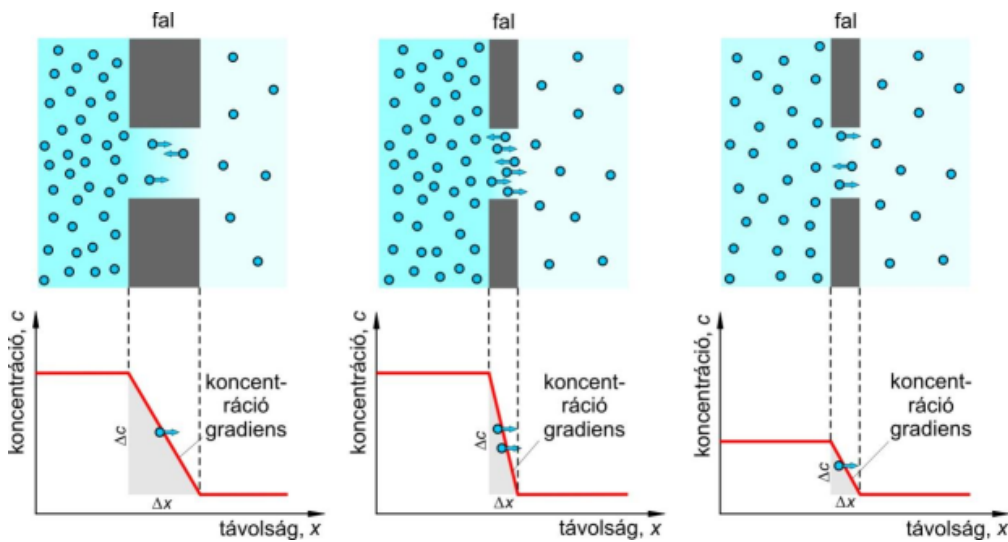 fal
fal
fal
koncentráció, c
koncent-
ráció
gradiens
Δc
Δx
távolság, x
koncentráció, c
koncent-
ráció
gradiens
Δc
Δx
távolság, x
koncentráció, c
koncent-
ráció
gradiens
Δc
Δx
távolság, x